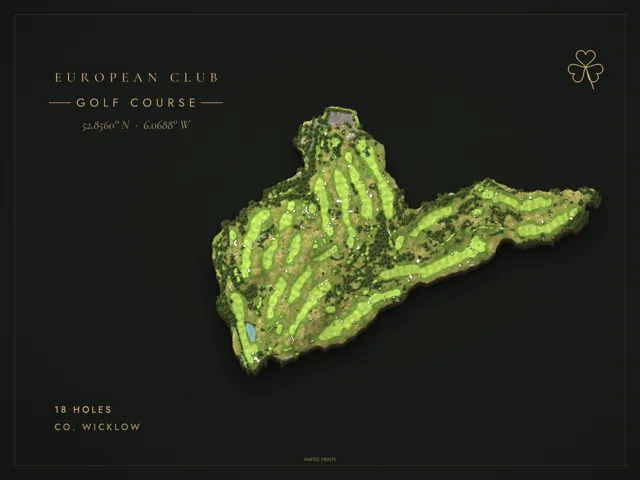 EUROPEAN CLUB
GOLF COURSE
52.8560° N · 6.0688° W
18 HOLES
CO. WICKLOW
PARTEE PRINTS